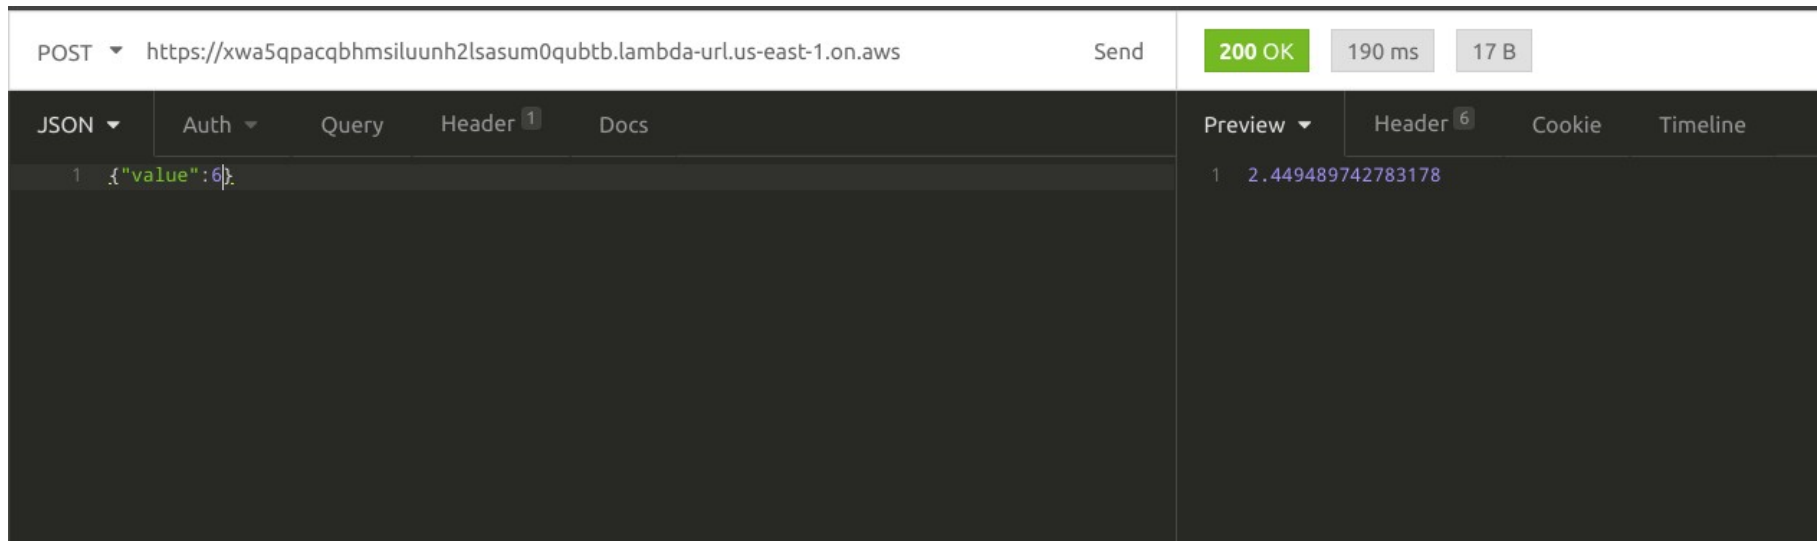 POST https://xwa5qpacqbhmsiluunh2lsasum0qubtb.lambda-url.us-east-1.on.aws Send 200 OK 190 ms 17 B
JSON Auth Query Header 1 Docs Preview Header 6 Cookie Timeline
1 {"value":6}
1 2.449489742783178